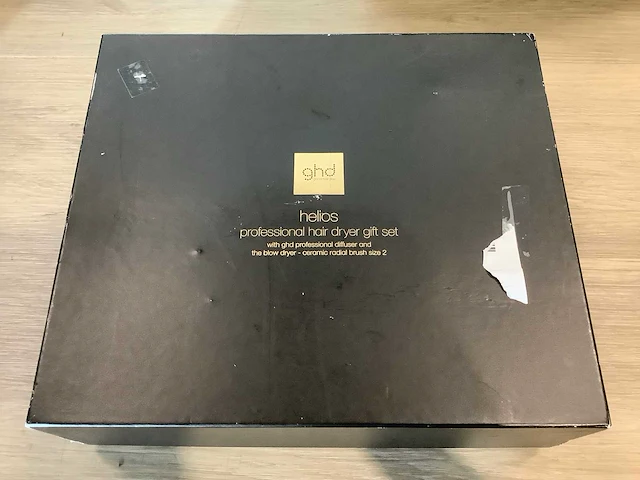 ghd
helios
professional hair dryer gift set
with ghd professional diffuser and
the blow dryer - ceramic radial brush size 2